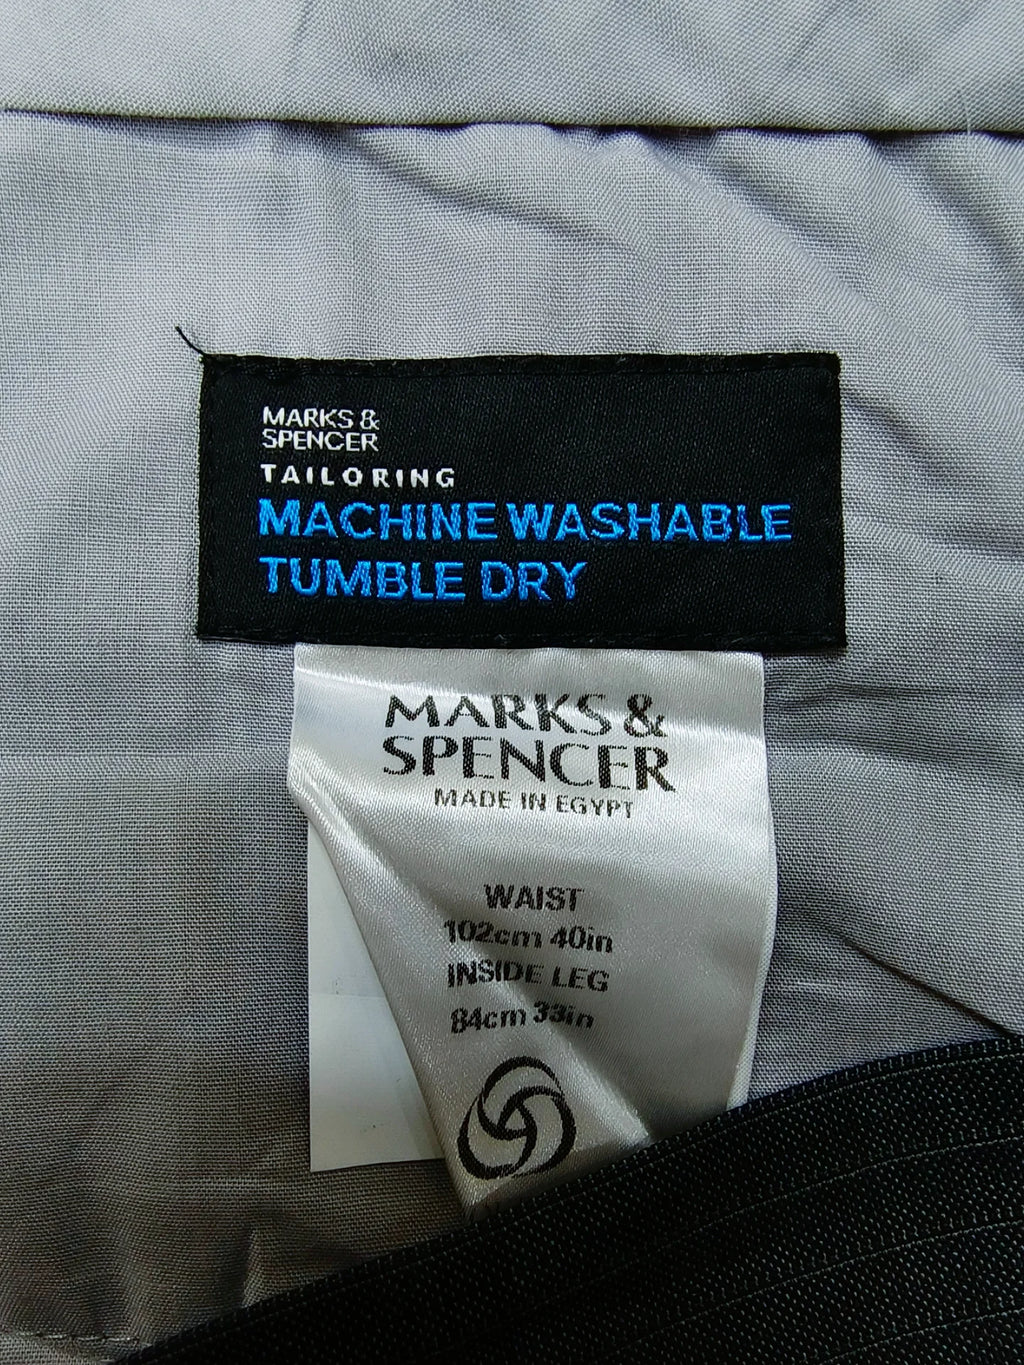 MARKS &
SPENCER
TAILORING
MACHINE WASHABLE
TUMBLE DRY
MARKS &
SPENCER
MADE IN EGYPT
WAIST
102cm 40in
INSIDE LEG
84cm 33in